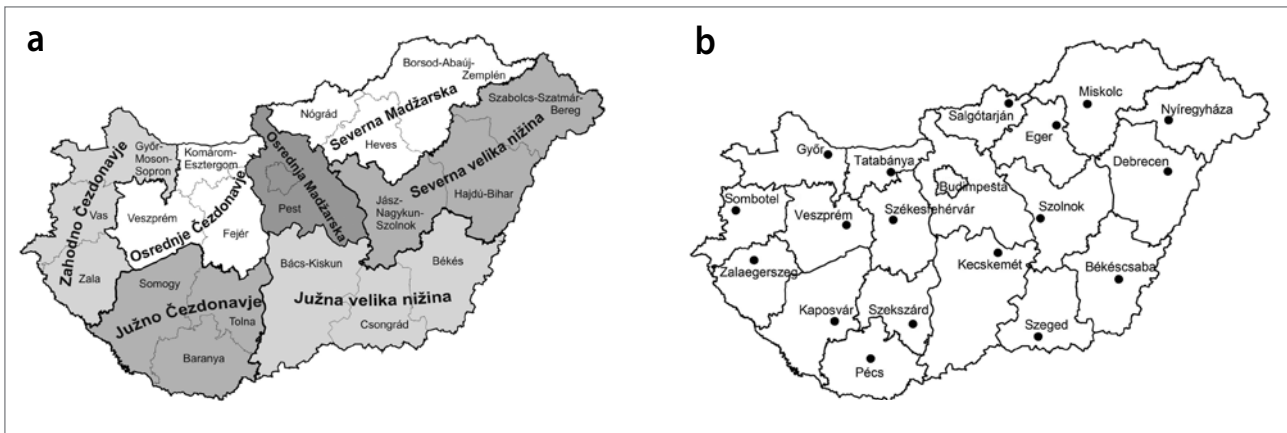 a
Borsod-Abaúj-
Zemplén
Szabolcs-Szatmár-
Bereg
Nógrád
Severna Madžarska
Heves
Győr-
Moson-
Sopron
Komárom-
Esztergom
Osrednja Madžarska
Severna velika nižina
Hajdú-Bihar
Zahodno Čezdonavje
Vas
Veszprém
Osrednje Čezdonavje
Fejér
Pest
Jász-
Nagykun-
Szolnok
Zala
Somogy
Južno Čezdonavje
Tolna
Baranya
Bács-Kiskun
Békés
Južna velika nižina
Csongrád
b
Miskolc
Salgótarján
Nyíregyháza
Eger
Győr
Tatabánya
Debrecen
Budimpešta
Sombotel
Veszprém
Székesfehérvár
Szolnok
Zalaegerszeg
Kecskemét
Békéscsaba
Kaposvár
Szekszárd
Szeged
Pécs